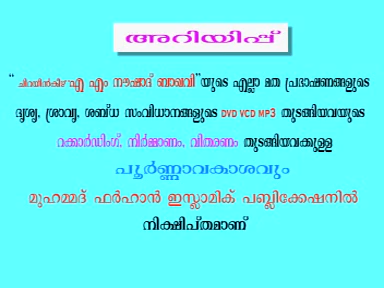 അറിയിപ്പ്
“ചിറയിൻകീഴ് എ എം നൗഷാദ് ബാഖവി”യുടെ എല്ലാ മത പ്രഭാഷണങ്ങളുടെ
ദൃശ്യ, ശ്രാവ്യ, ശബ്ധ സംവിധാനങ്ങളുടെ DVD VCD MP3 തുടങ്ങിയവയുടെ
റക്കാർഡിംഗ്, നിർമ്മാണം, വിതരണം തുടങ്ങിയവക്കുള്ള
പൂർണ്ണാവകാശവും
മുഹമ്മദ് ഫർഹാൻ ഇസ്ലാമിക് പബ്ലിക്കേഷനിൽ
നിക്ഷിപ്തമാണ്